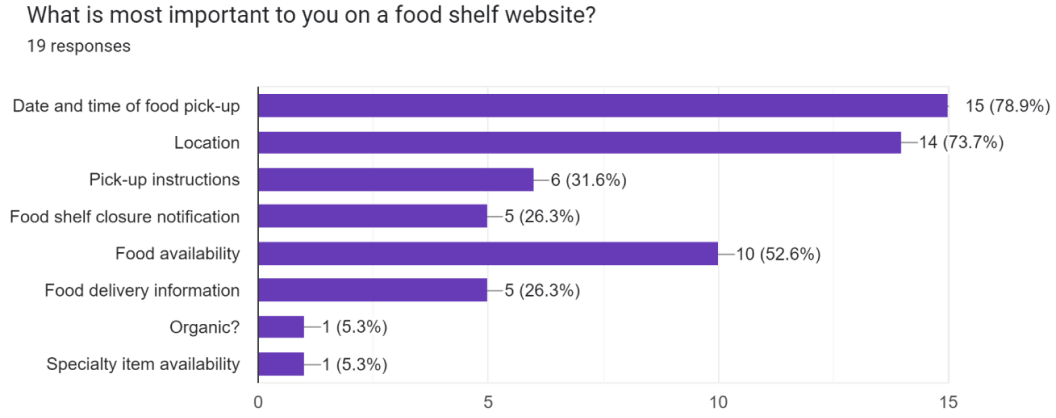 What is most important to you on a food shelf website?
19 responses
Date and time of food pick-up 15 (78.9%)
Location 14 (73.7%)
Pick-up instructions 6 (31.6%)
Food shelf closure notification 5 (26.3%)
Food availability 10 (52.6%)
Food delivery information 5 (26.3%)
Organic? 1 (5.3%)
Specialty item availability 1 (5.3%)
0 5 10 15